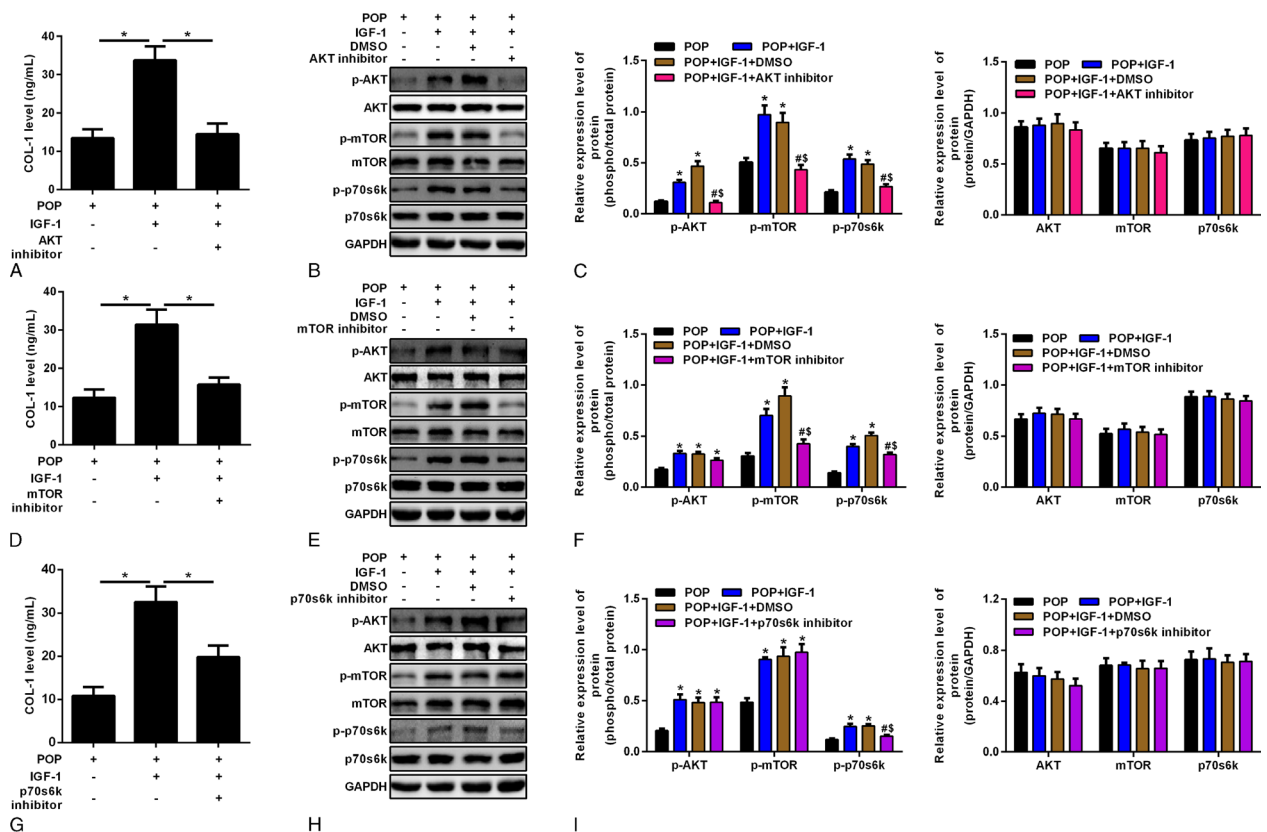 COL-1 level (ng/mL)
40
30
20
10
0
*
*
POP + + +
IGF-1 - + +
AKT inhibitor - - +
A
POP + + + +
IGF-1 - + + +
DMSO - - + -
AKT inhibitor - - - +
p-AKT
AKT
p-mTOR
mTOR
p-p70s6k
p70s6k
GAPDH
B
Relative expression level of protein
(phospho/total protein)
POP POP+IGF-1
POP+IGF-1+DMSO
POP+IGF-1+AKT inhibitor
1.5
1.0
0.5
0.0
* * #$
* * #$
* * #$
p-AKT p-mTOR p-p70s6k
Relative expression level of protein
(protein/GAPDH)
POP POP+IGF-1
POP+IGF-1+DMSO
POP+IGF-1+AKT inhibitor
1.5
1.0
0.5
0.0
AKT mTOR p70s6k
C
COL-1 level (ng/mL)
40
30
20
10
0
*
*
POP + + +
IGF-1 - + +
mTOR inhibitor - - +
D
POP + + + +
IGF-1 - + + +
DMSO - - + -
mTOR inhibitor - - - +
p-AKT
AKT
p-mTOR
mTOR
p-p70s6k
p70s6k
GAPDH
E
Relative expression level of protein
(phospho/total protein)
POP POP+IGF-1
POP+IGF-1+DMSO
POP+IGF-1+mTOR inhibitor
1.5
1.0
0.5
0.0
* * *
* * #$
* * #$
p-AKT p-mTOR p-p70s6k
Relative expression level of protein
(protein/GAPDH)
POP POP+IGF-1
POP+IGF-1+DMSO
POP+IGF-1+mTOR inhibitor
1.5
1.0
0.5
0.0
AKT mTOR p70s6k
F
COL-1 level (ng/mL)
40
30
20
10
0
*
*
POP + + +
IGF-1 - + +
p70s6k inhibitor - - +
G
POP + + + +
IGF-1 - + + +
DMSO - - + -
p70s6k inhibitor - - - +
p-AKT
AKT
p-mTOR
mTOR
p-p70s6k
p70s6k
GAPDH
H
Relative expression level of protein
(phospho/total protein)
POP POP+IGF-1
POP+IGF-1+DMSO
POP+IGF-1+p70s6k inhibitor
1.5
1.0
0.5
0.0
* * *
* * *
* * #$
p-AKT p-mTOR p-p70s6k
Relative expression level of protein
(protein/GAPDH)
POP POP+IGF-1
POP+IGF-1+DMSO
POP+IGF-1+p70s6k inhibitor
1.2
0.8
0.4
0.0
AKT mTOR p70s6k
I